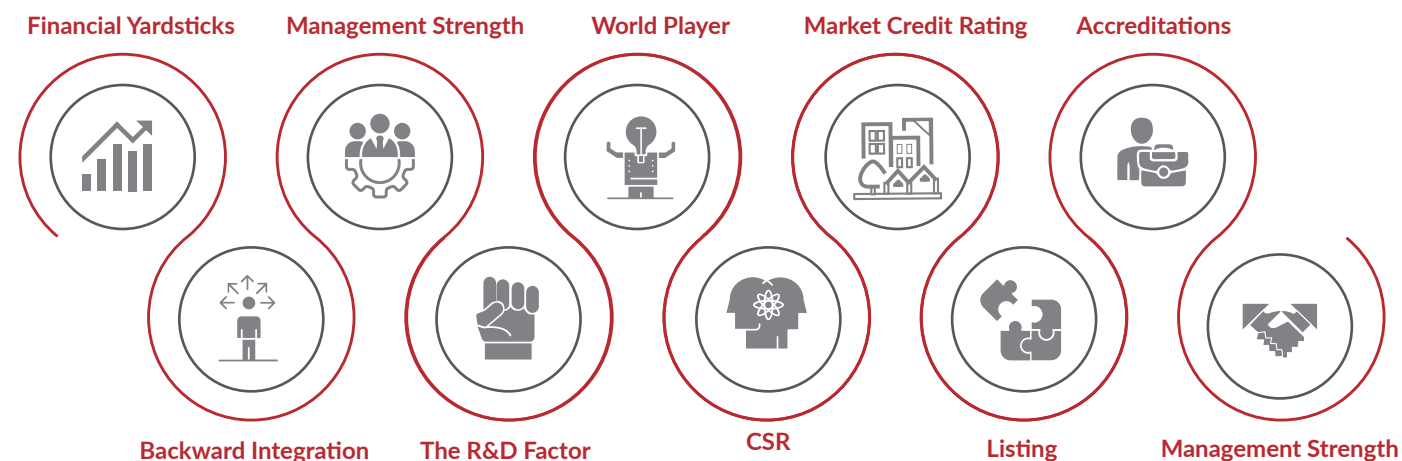 Financial Yardsticks
Management Strength
World Player
Market Credit Rating
Accreditations
Backward Integration
The R&D Factor
CSR
Listing
Management Strength